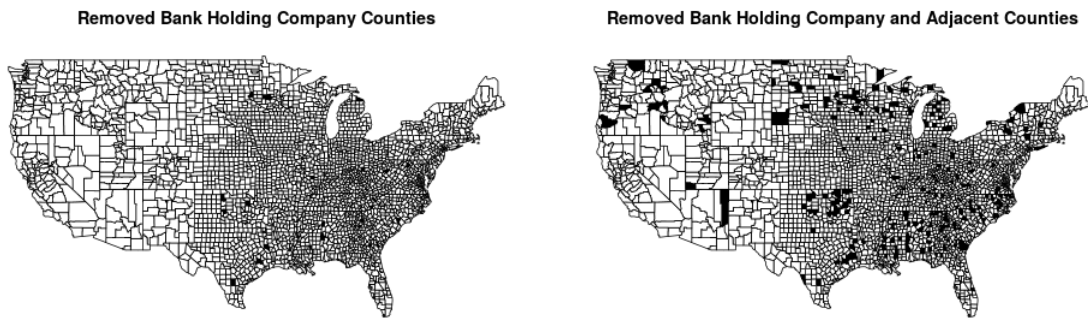 Removed Bank Holding Company Counties
Removed Bank Holding Company and Adjacent Counties